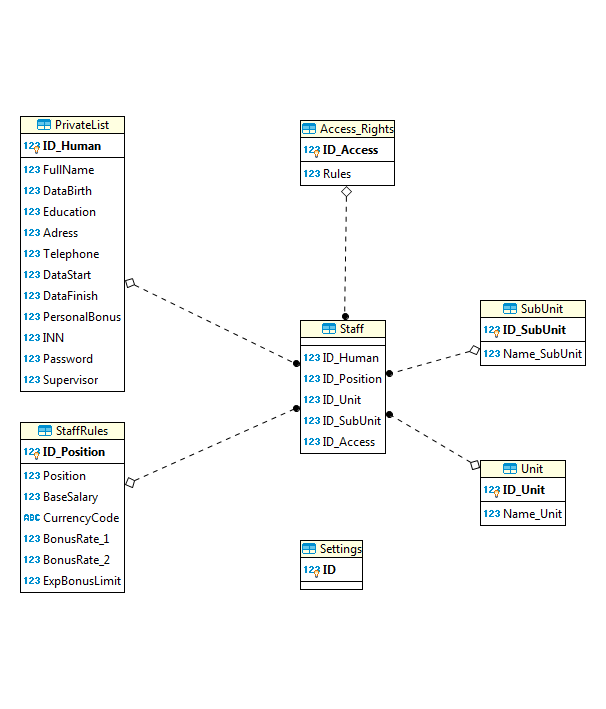 PrivateList
123 ID_Human
123 FullName
123 DataBirth
123 Education
123 Adress
123 Telephone
123 DataStart
123 DataFinish
123 PersonalBonus
123 INN
123 Password
123 Supervisor
Access_Rights
123 ID_Access
123 Rules
Staff
123 ID_Human
123 ID_Position
123 ID_Unit
123 ID_SubUnit
123 ID_Access
SubUnit
123 ID_SubUnit
123 Name_SubUnit
StaffRules
123 ID_Position
123 Position
123 BaseSalary
ABC CurrencyCode
123 BonusRate_1
123 BonusRate_2
123 ExpBonusLimit
Unit
123 ID_Unit
123 Name_Unit
Settings
123 ID